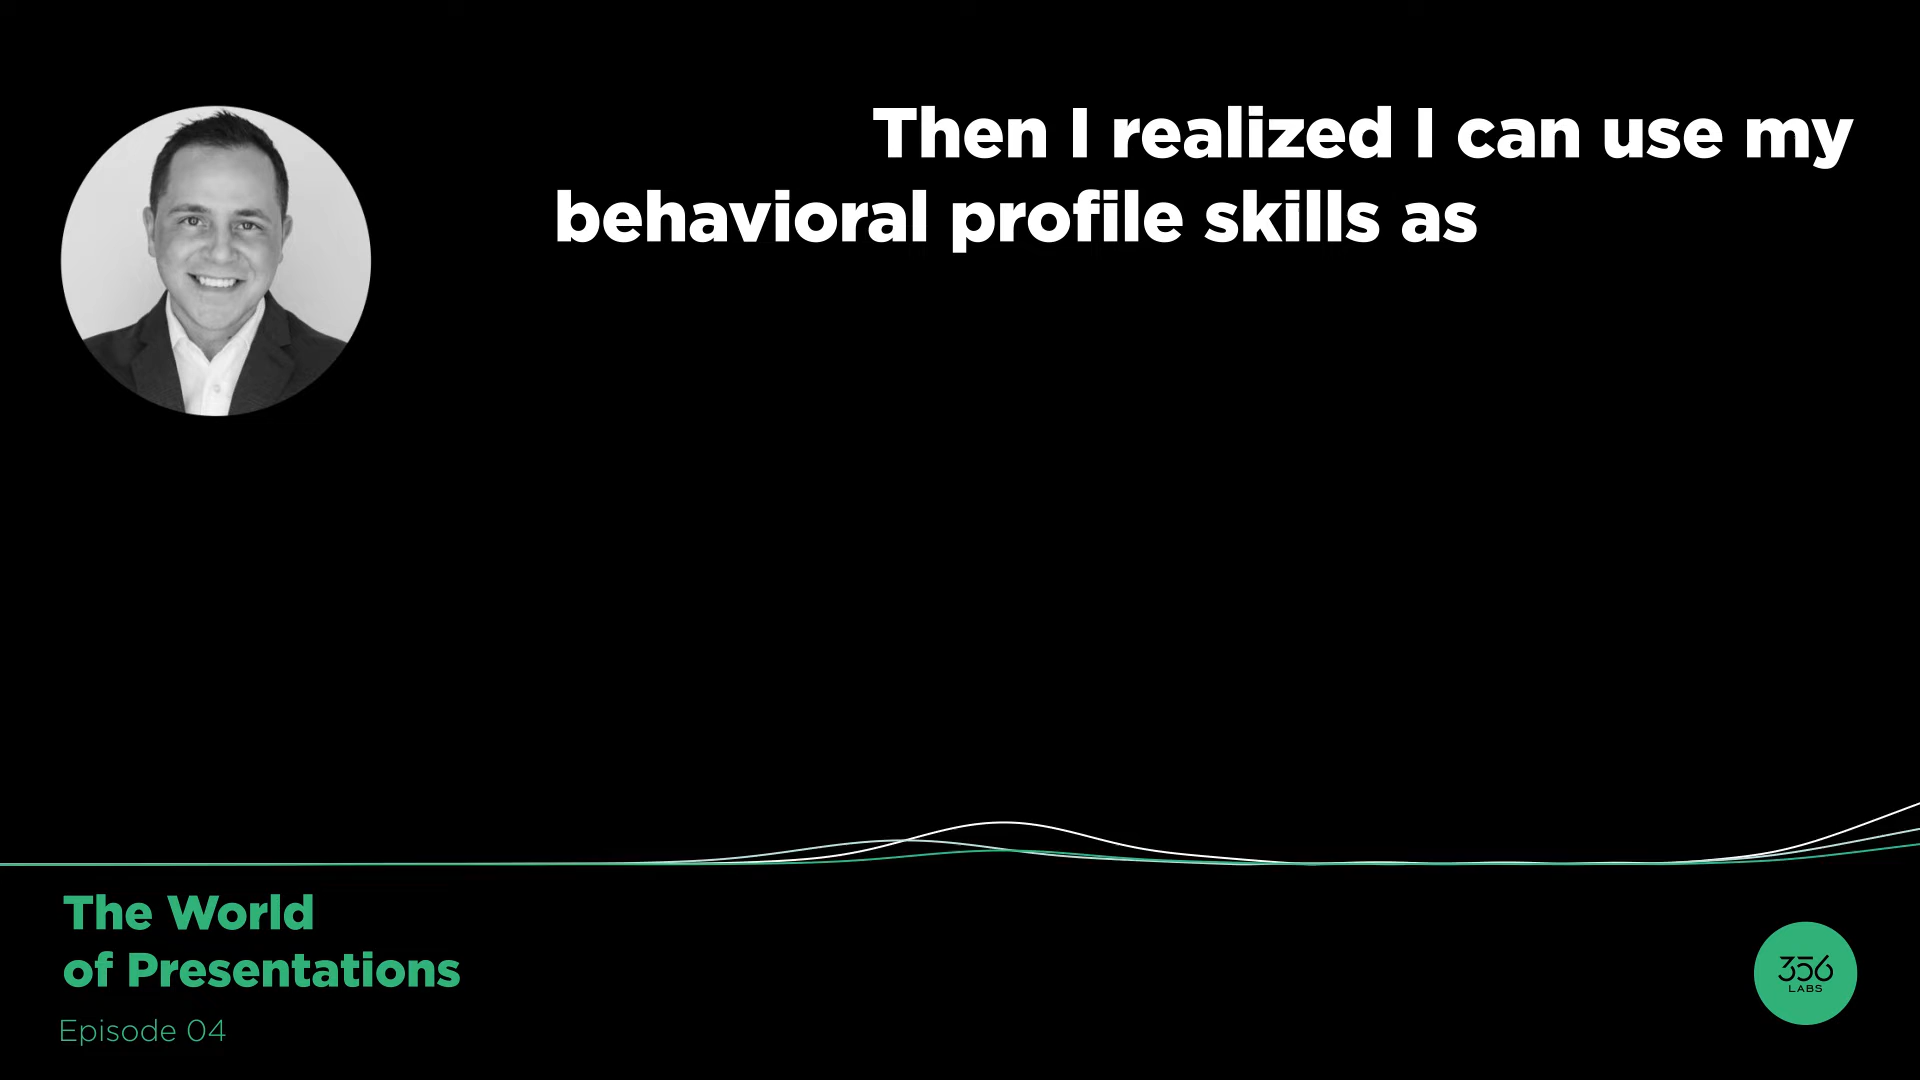 Then I realized I can use my
behavioral profile skills as
The World
of Presentations
Episode 04
356
LABS